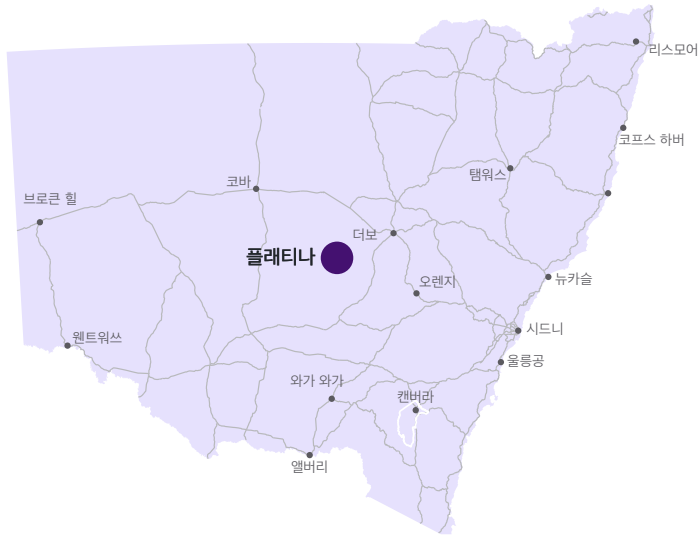 리스모어
코프스 하버
탬워스
코바
브로큰 힐
더보
플래티나
오렌지
뉴카슬
시드니
웬트워쓰
울릉공
와가 와가
캔버라
앨버리